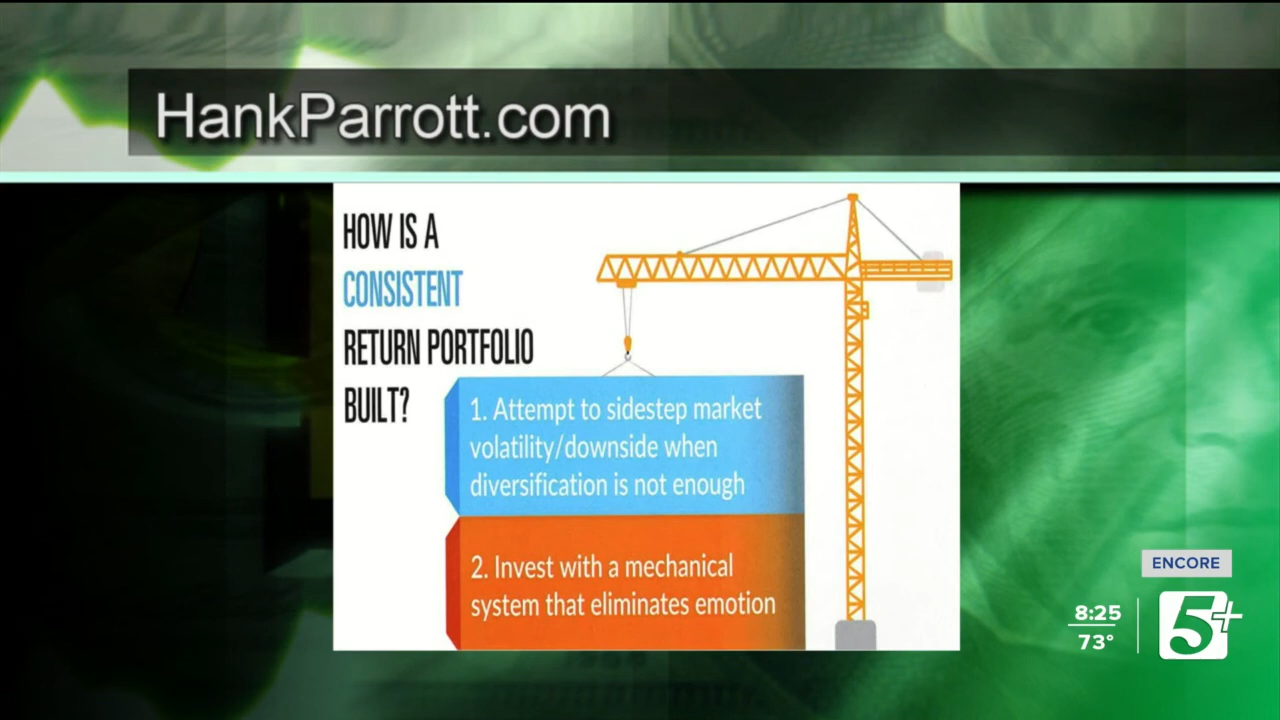 HankParrott.com
HOW IS A
CONSISTENT
RETURN PORTFOLIO
BUILT?
1. Attempt to sidestep market
volatility/downside when
diversification is not enough
2. Invest with a mechanical
system that eliminates emotion
ENCORE
8:25
73°
5+